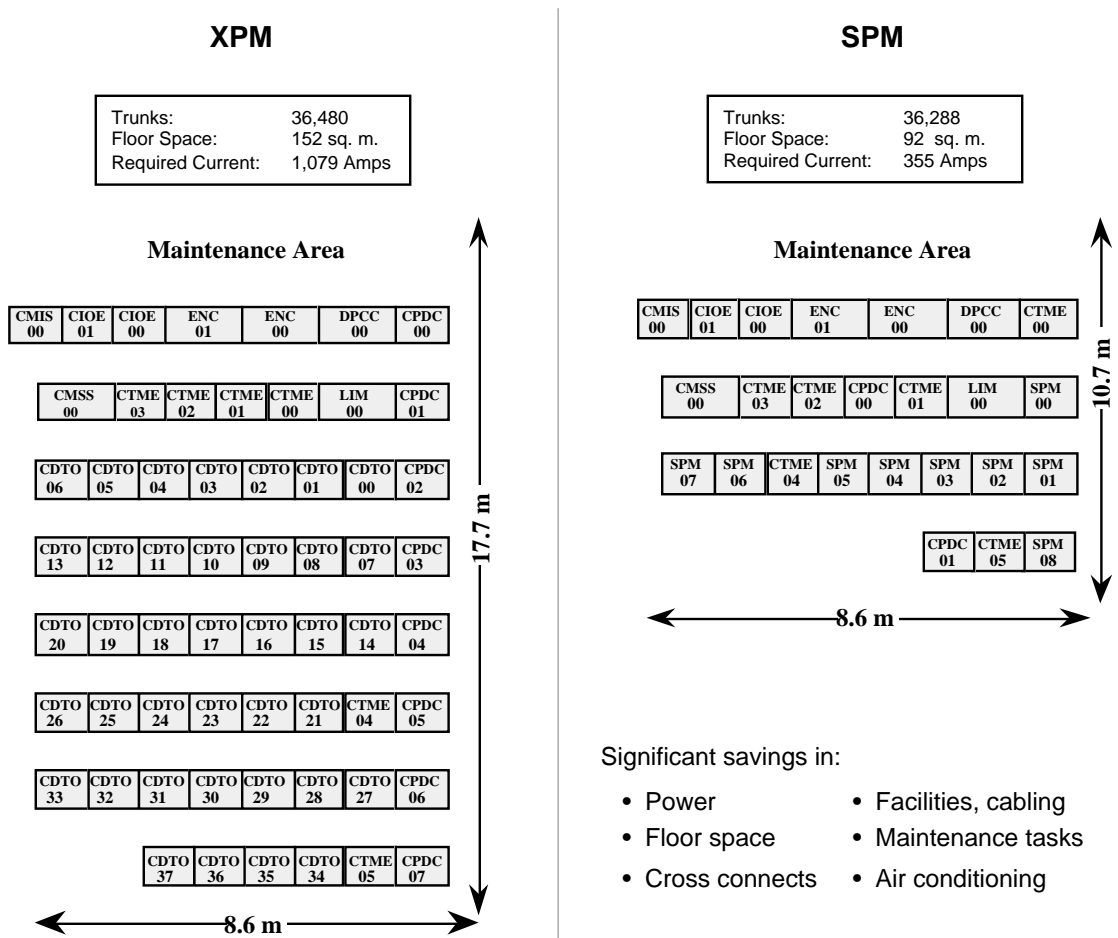 XPM
Trunks: 36,480
Floor Space: 152 sq. m.
Required Current: 1,079 Amps
Maintenance Area
CMIS 00 CIOE 01 CIOE 00 ENC 01 ENC 00 DPCC 00 CPDC 00
CMSS 00 CTME 03 CTME 02 CTME 01 CTME 00 LIM 00 CPDC 01
CDTO 06 CDTO 05 CDTO 04 CDTO 03 CDTO 02 CDTO 01 CDTO 00 CPDC 02
CDTO 13 CDTO 12 CDTO 11 CDTO 10 CDTO 09 CDTO 08 CDTO 07 CPDC 03
CDTO 20 CDTO 19 CDTO 18 CDTO 17 CDTO 16 CDTO 15 CDTO 14 CPDC 04
CDTO 26 CDTO 25 CDTO 24 CDTO 23 CDTO 22 CDTO 21 CTME 04 CPDC 05
CDTO 33 CDTO 32 CDTO 31 CDTO 30 CDTO 29 CDTO 28 CDTO 27 CPDC 06
CDTO 37 CDTO 36 CDTO 35 CDTO 34 CTME 05 CPDC 07
17.7 m
8.6 m
SPM
Trunks: 36,288
Floor Space: 92 sq. m.
Required Current: 355 Amps
Maintenance Area
CMIS 00 CIOE 01 CIOE 00 ENC 01 ENC 00 DPCC 00 CTME 00
CMSS 00 CTME 03 CTME 02 CPDC 00 CTME 01 LIM 00 SPM 00
SPM 07 SPM 06 CTME 04 SPM 05 SPM 04 SPM 03 SPM 02 SPM 01
CPDC 01 CTME 05 SPM 08
10.7 m
8.6 m
Significant savings in:
• Power
• Floor space
• Cross connects
• Facilities, cabling
• Maintenance tasks
• Air conditioning